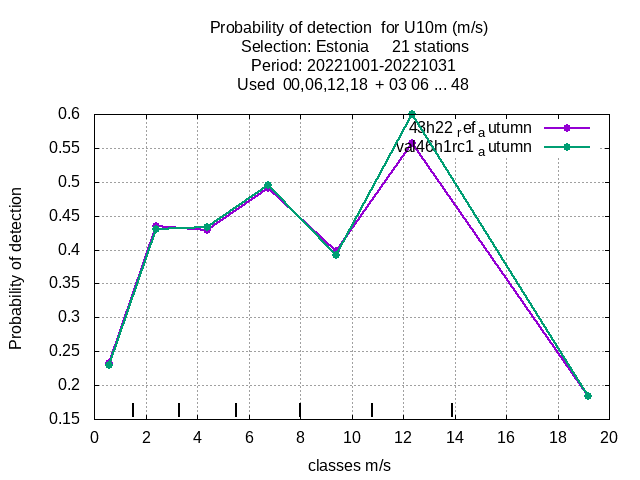 Probability of detection  for U10m (m/s)
Selection: Estonia     21 stations
Period: 20221001-20221031
Used  00,06,12,18  + 03 06 ... 48
0.6
0.55
0.5
0.45
0.4
0.35
0.3
0.25
0.2
0.15
Probability of detection
43h22 refa utumn
val46h1rc1 a utumn
0 2 4 6 8 10 12 14 16 18 20
classes m/s